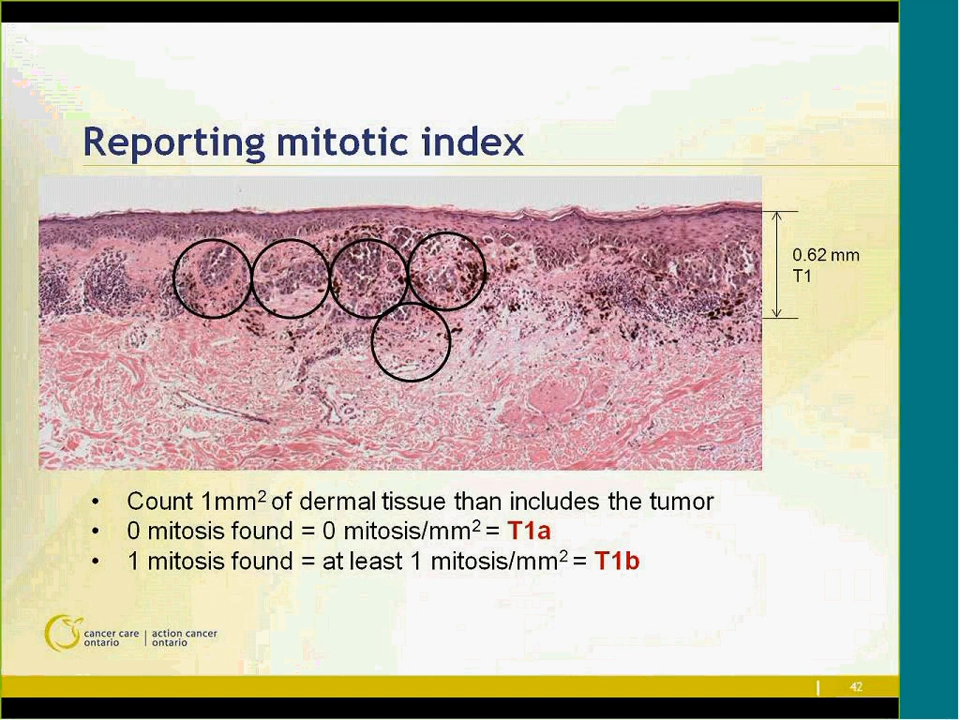 Reporting mitotic index
0.62 mm
T1
• Count 1mm² of dermal tissue than includes the tumor
• 0 mitosis found = 0 mitosis/mm² = T1a
• 1 mitosis found = at least 1 mitosis/mm² = T1b
cancer care | action cancer
ontario | ontario
| 42